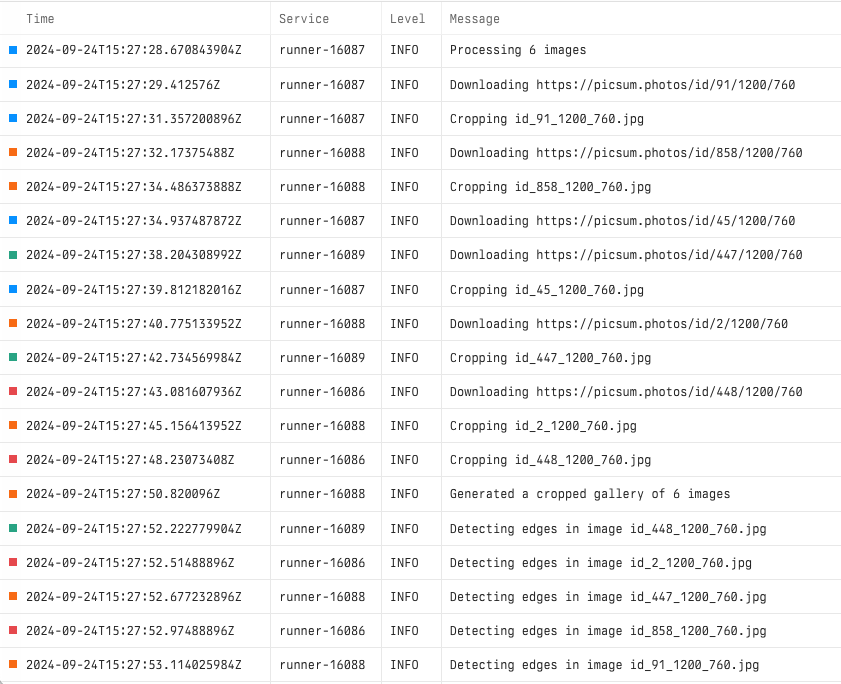 Time Service Level Message
2024-09-24T15:27:28.670843904Z runner-16087 INFO Processing 6 images
2024-09-24T15:27:29.412576Z runner-16087 INFO Downloading https://picsum.photos/id/91/1200/760
2024-09-24T15:27:31.357200896Z runner-16087 INFO Cropping id_91_1200_760.jpg
2024-09-24T15:27:32.17375488Z runner-16088 INFO Downloading https://picsum.photos/id/858/1200/760
2024-09-24T15:27:34.486373888Z runner-16088 INFO Cropping id_858_1200_760.jpg
2024-09-24T15:27:34.937487872Z runner-16087 INFO Downloading https://picsum.photos/id/45/1200/760
2024-09-24T15:27:38.204308992Z runner-16089 INFO Downloading https://picsum.photos/id/447/1200/760
2024-09-24T15:27:39.812182016Z runner-16087 INFO Cropping id_45_1200_760.jpg
2024-09-24T15:27:40.775133952Z runner-16088 INFO Downloading https://picsum.photos/id/2/1200/760
2024-09-24T15:27:42.734569984Z runner-16089 INFO Cropping id_447_1200_760.jpg
2024-09-24T15:27:43.081607936Z runner-16086 INFO Downloading https://picsum.photos/id/448/1200/760
2024-09-24T15:27:45.156413952Z runner-16088 INFO Cropping id_2_1200_760.jpg
2024-09-24T15:27:48.23073408Z runner-16086 INFO Cropping id_448_1200_760.jpg
2024-09-24T15:27:50.820096Z runner-16088 INFO Generated a cropped gallery of 6 images
2024-09-24T15:27:52.222779904Z runner-16089 INFO Detecting edges in image id_448_1200_760.jpg
2024-09-24T15:27:52.51488896Z runner-16086 INFO Detecting edges in image id_2_1200_760.jpg
2024-09-24T15:27:52.677232896Z runner-16088 INFO Detecting edges in image id_447_1200_760.jpg
2024-09-24T15:27:52.97488896Z runner-16086 INFO Detecting edges in image id_858_1200_760.jpg
2024-09-24T15:27:53.114025984Z runner-16088 INFO Detecting edges in image id_91_1200_760.jpg